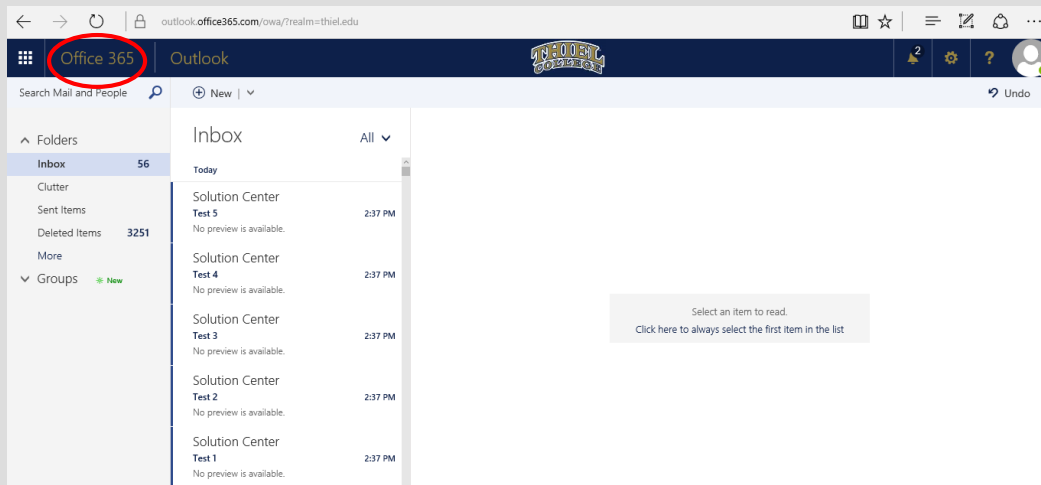 outlook.office365.com/owa/?realm=thiel.edu
Office 365
Outlook
THIEL
COLLEGE
2
?
Search Mail and People
New
Undo
Folders
Inbox 56
Clutter
Sent Items
Deleted Items 3251
More
Groups New
Inbox
All
Today
Solution Center
Test 5 2:37 PM
No preview is available.
Solution Center
Test 4 2:37 PM
No preview is available.
Solution Center
Test 3 2:37 PM
No preview is available.
Solution Center
Test 2 2:37 PM
No preview is available.
Solution Center
Test 1 2:37 PM
No preview is available.
Select an item to read.
Click here to always select the first item in the list